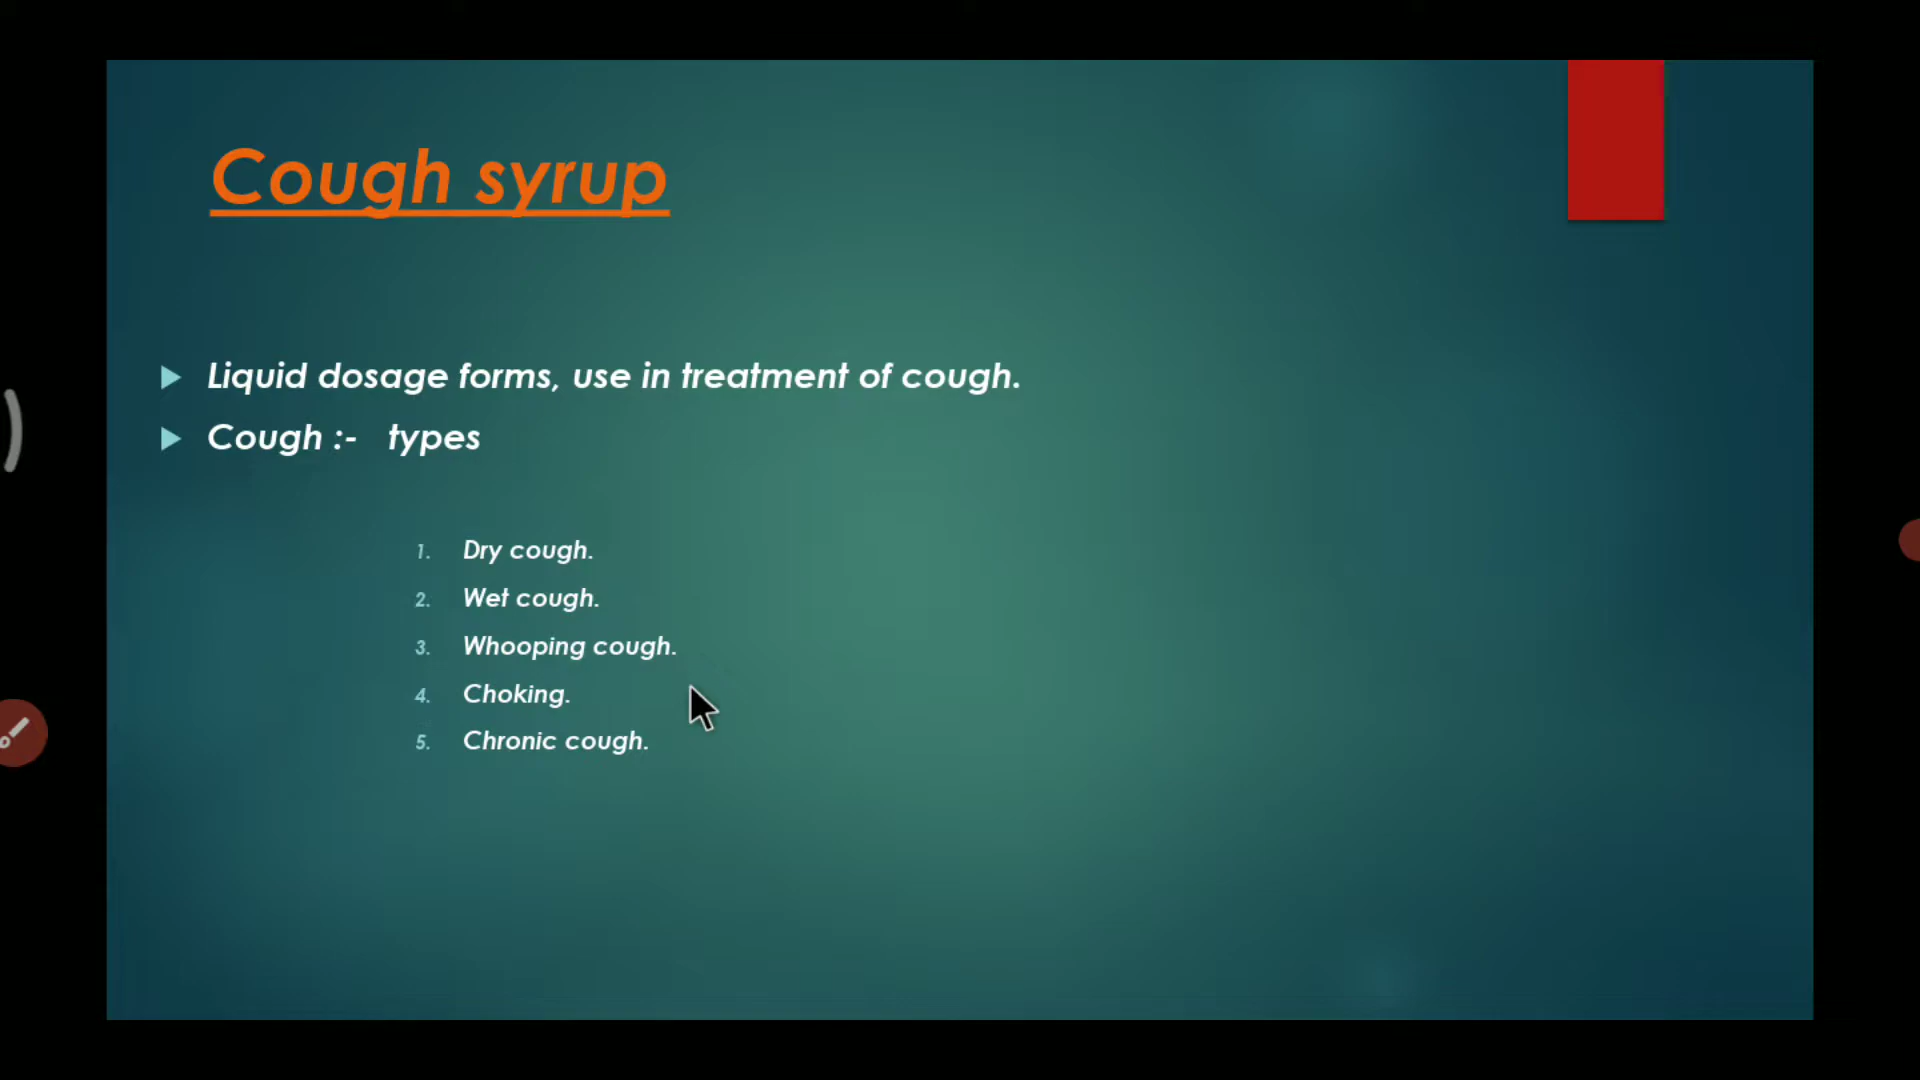 Cough syrup
Liquid dosage forms, use in treatment of cough.
Cough :- types
1. Dry cough.
2. Wet cough.
3. Whooping cough.
4. Choking.
5. Chronic cough.